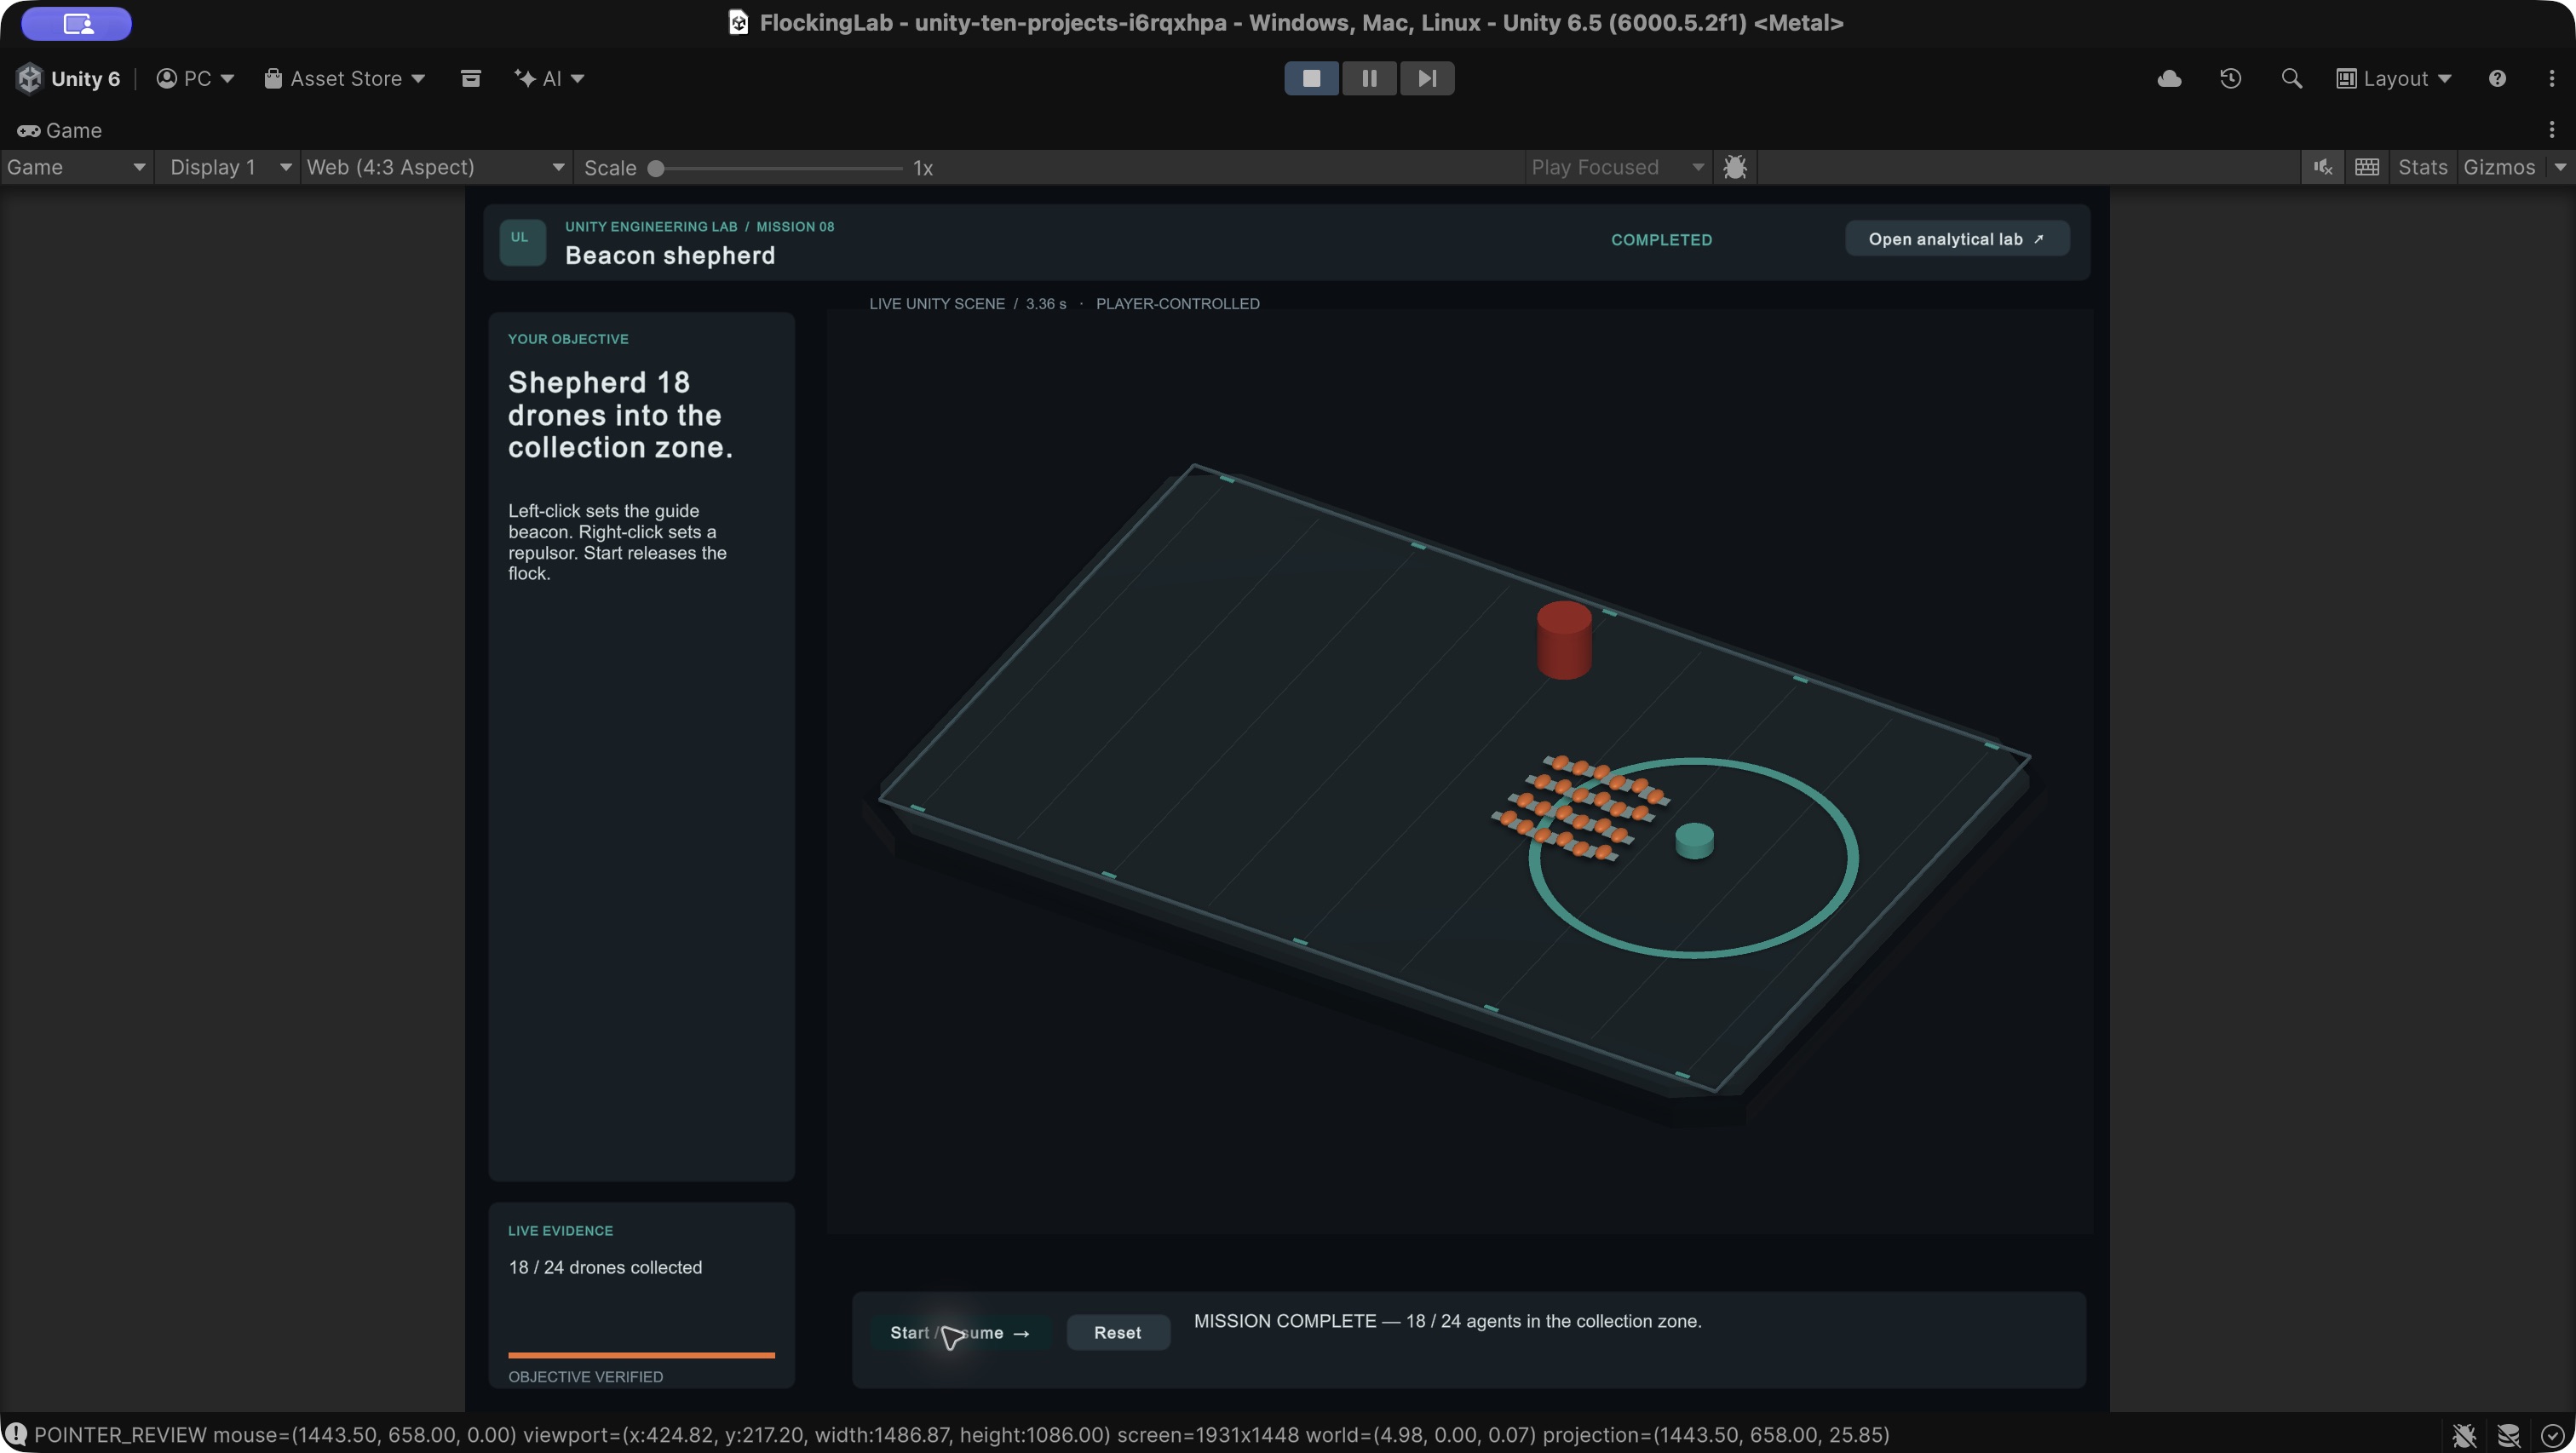 FlockingLab - unity-ten-projects-i6rqxhpa - Windows, Mac, Linux - Unity 6.5 (6000.5.2f1) <Metal>
Unity 6 PC Asset Store AI Layout
Game
Game Display 1 Web (4:3 Aspect) Scale 1x Play Focused Stats Gizmos
UL
UNITY ENGINEERING LAB / MISSION 08
Beacon shepherd
COMPLETED
Open analytical lab ↗
LIVE UNITY SCENE / 3.36 s · PLAYER-CONTROLLED
YOUR OBJECTIVE
Shepherd 18
drones into the
collection zone.
Left-click sets the guide
beacon. Right-click sets a
repulsor. Start releases the
flock.
LIVE EVIDENCE
18 / 24 drones collected
OBJECTIVE VERIFIED
Start / →
Reset
MISSION COMPLETE — 18 / 24 agents in the collection zone.
POINTER_REVIEW mouse=(1443.50, 658.00, 0.00) viewport=(x:424.82, y:217.20, width:1486.87, height:1086.00) screen=1931x1448 world=(4.98, 0.00, 0.07) projection=(1443.50, 658.00, 25.85)